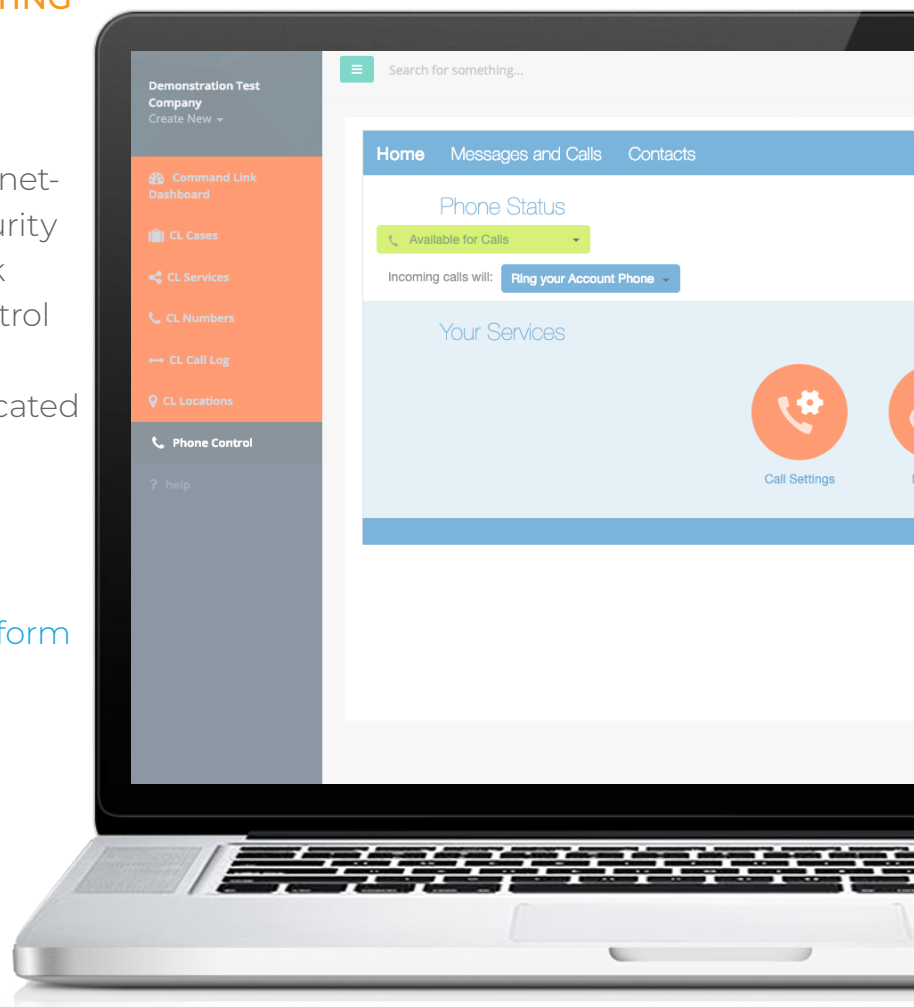 TING
net-
urity
k
trol
cated
form
Demonstration Test
Company
Create New
Command Link
Dashboard
CL Cases
CL Services
CL Numbers
CL Call Log
CL Locations
Phone Control
? help
Search for something...
Home Messages and Calls Contacts
Phone Status
Available for Calls
Incoming calls will: Ring your Account Phone
Your Services
Call Settings